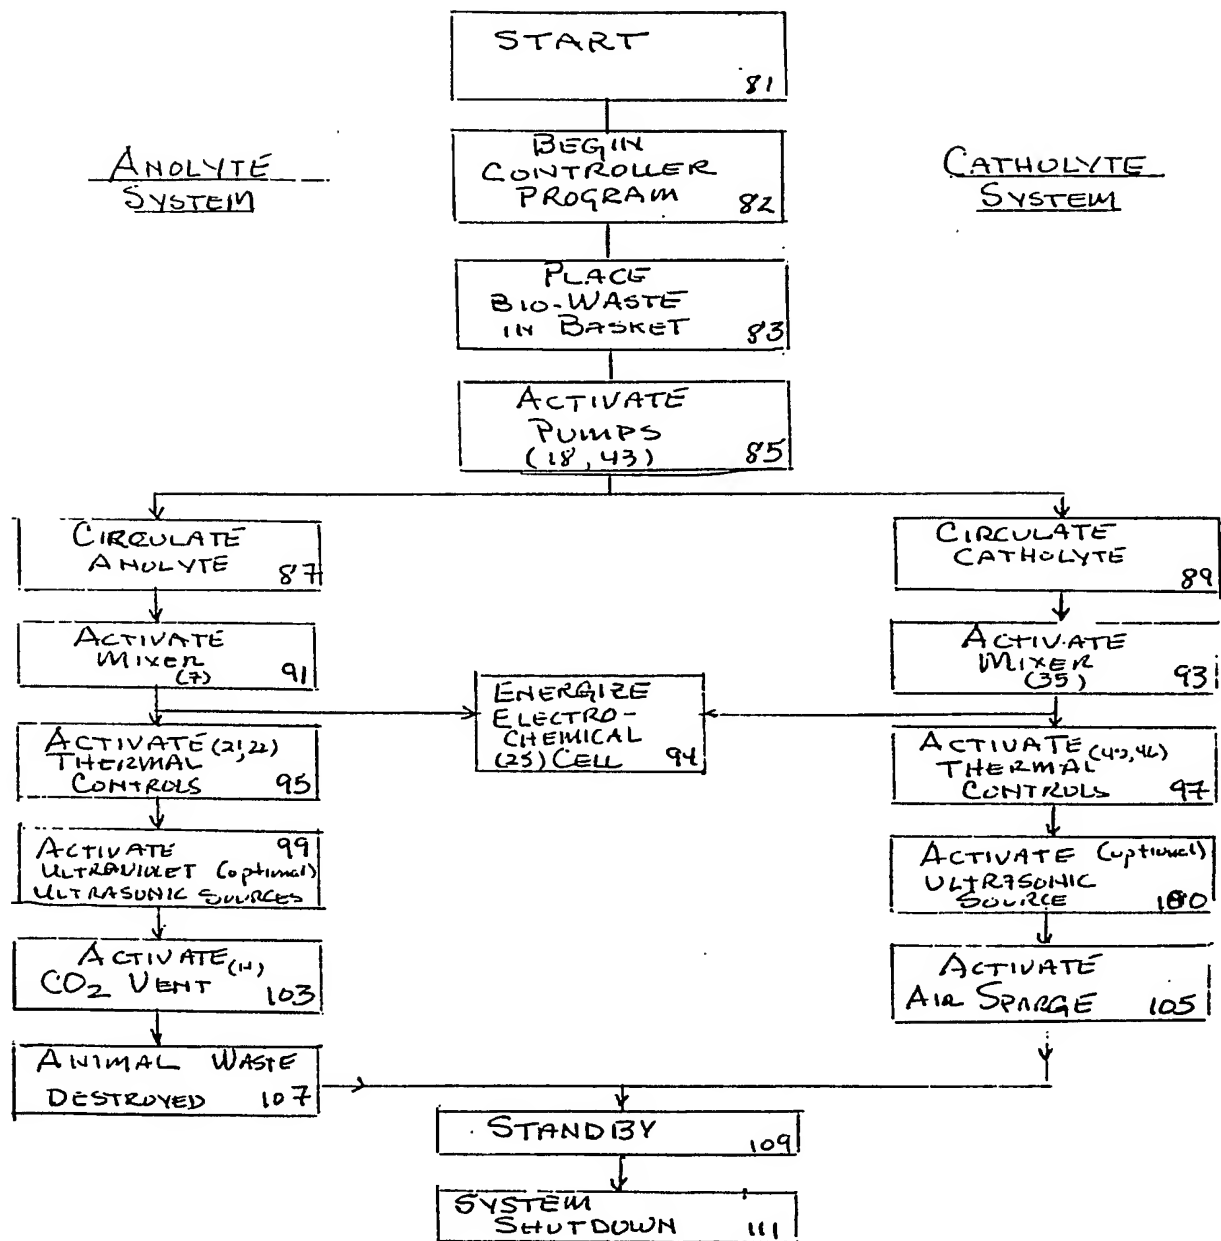 START
81
BEGIN
CONTROLLER
PROGRAM 82
ANOLYTE
SYSTEM
CATHOLYTE
SYSTEM
PLACE
BIO-WASTE
IN BASKET 83
ACTIVATE
PUMPS
(18, 43) 85
CIRCULATE
ANOLYTE 87
CIRCULATE
CATHOLYTE
89
ACTIVATE
MIXER
(7) 91
ACTIVATE
MIXER
(35) 93
ENERGIZE
ELECTRO-
CHEMICAL
(25) CELL 94
ACTIVATE (21,22)
THERMAL
CONTROLS 95
ACTIVATE
THERMAL
CONTROLS 97
99
ACTIVATE
ULTRAVIOLET (optional)
ULTRASONIC SOURCES
ACTIVATE (optional)
ULTRASONIC
SOURCE 100
ACTIVATE
CO2 VENT 103
ACTIVATE
AIR SPARGE 105
ANIMAL WASTE
DESTROYED 107
STANDBY 109
SYSTEM
SHUTDOWN 111